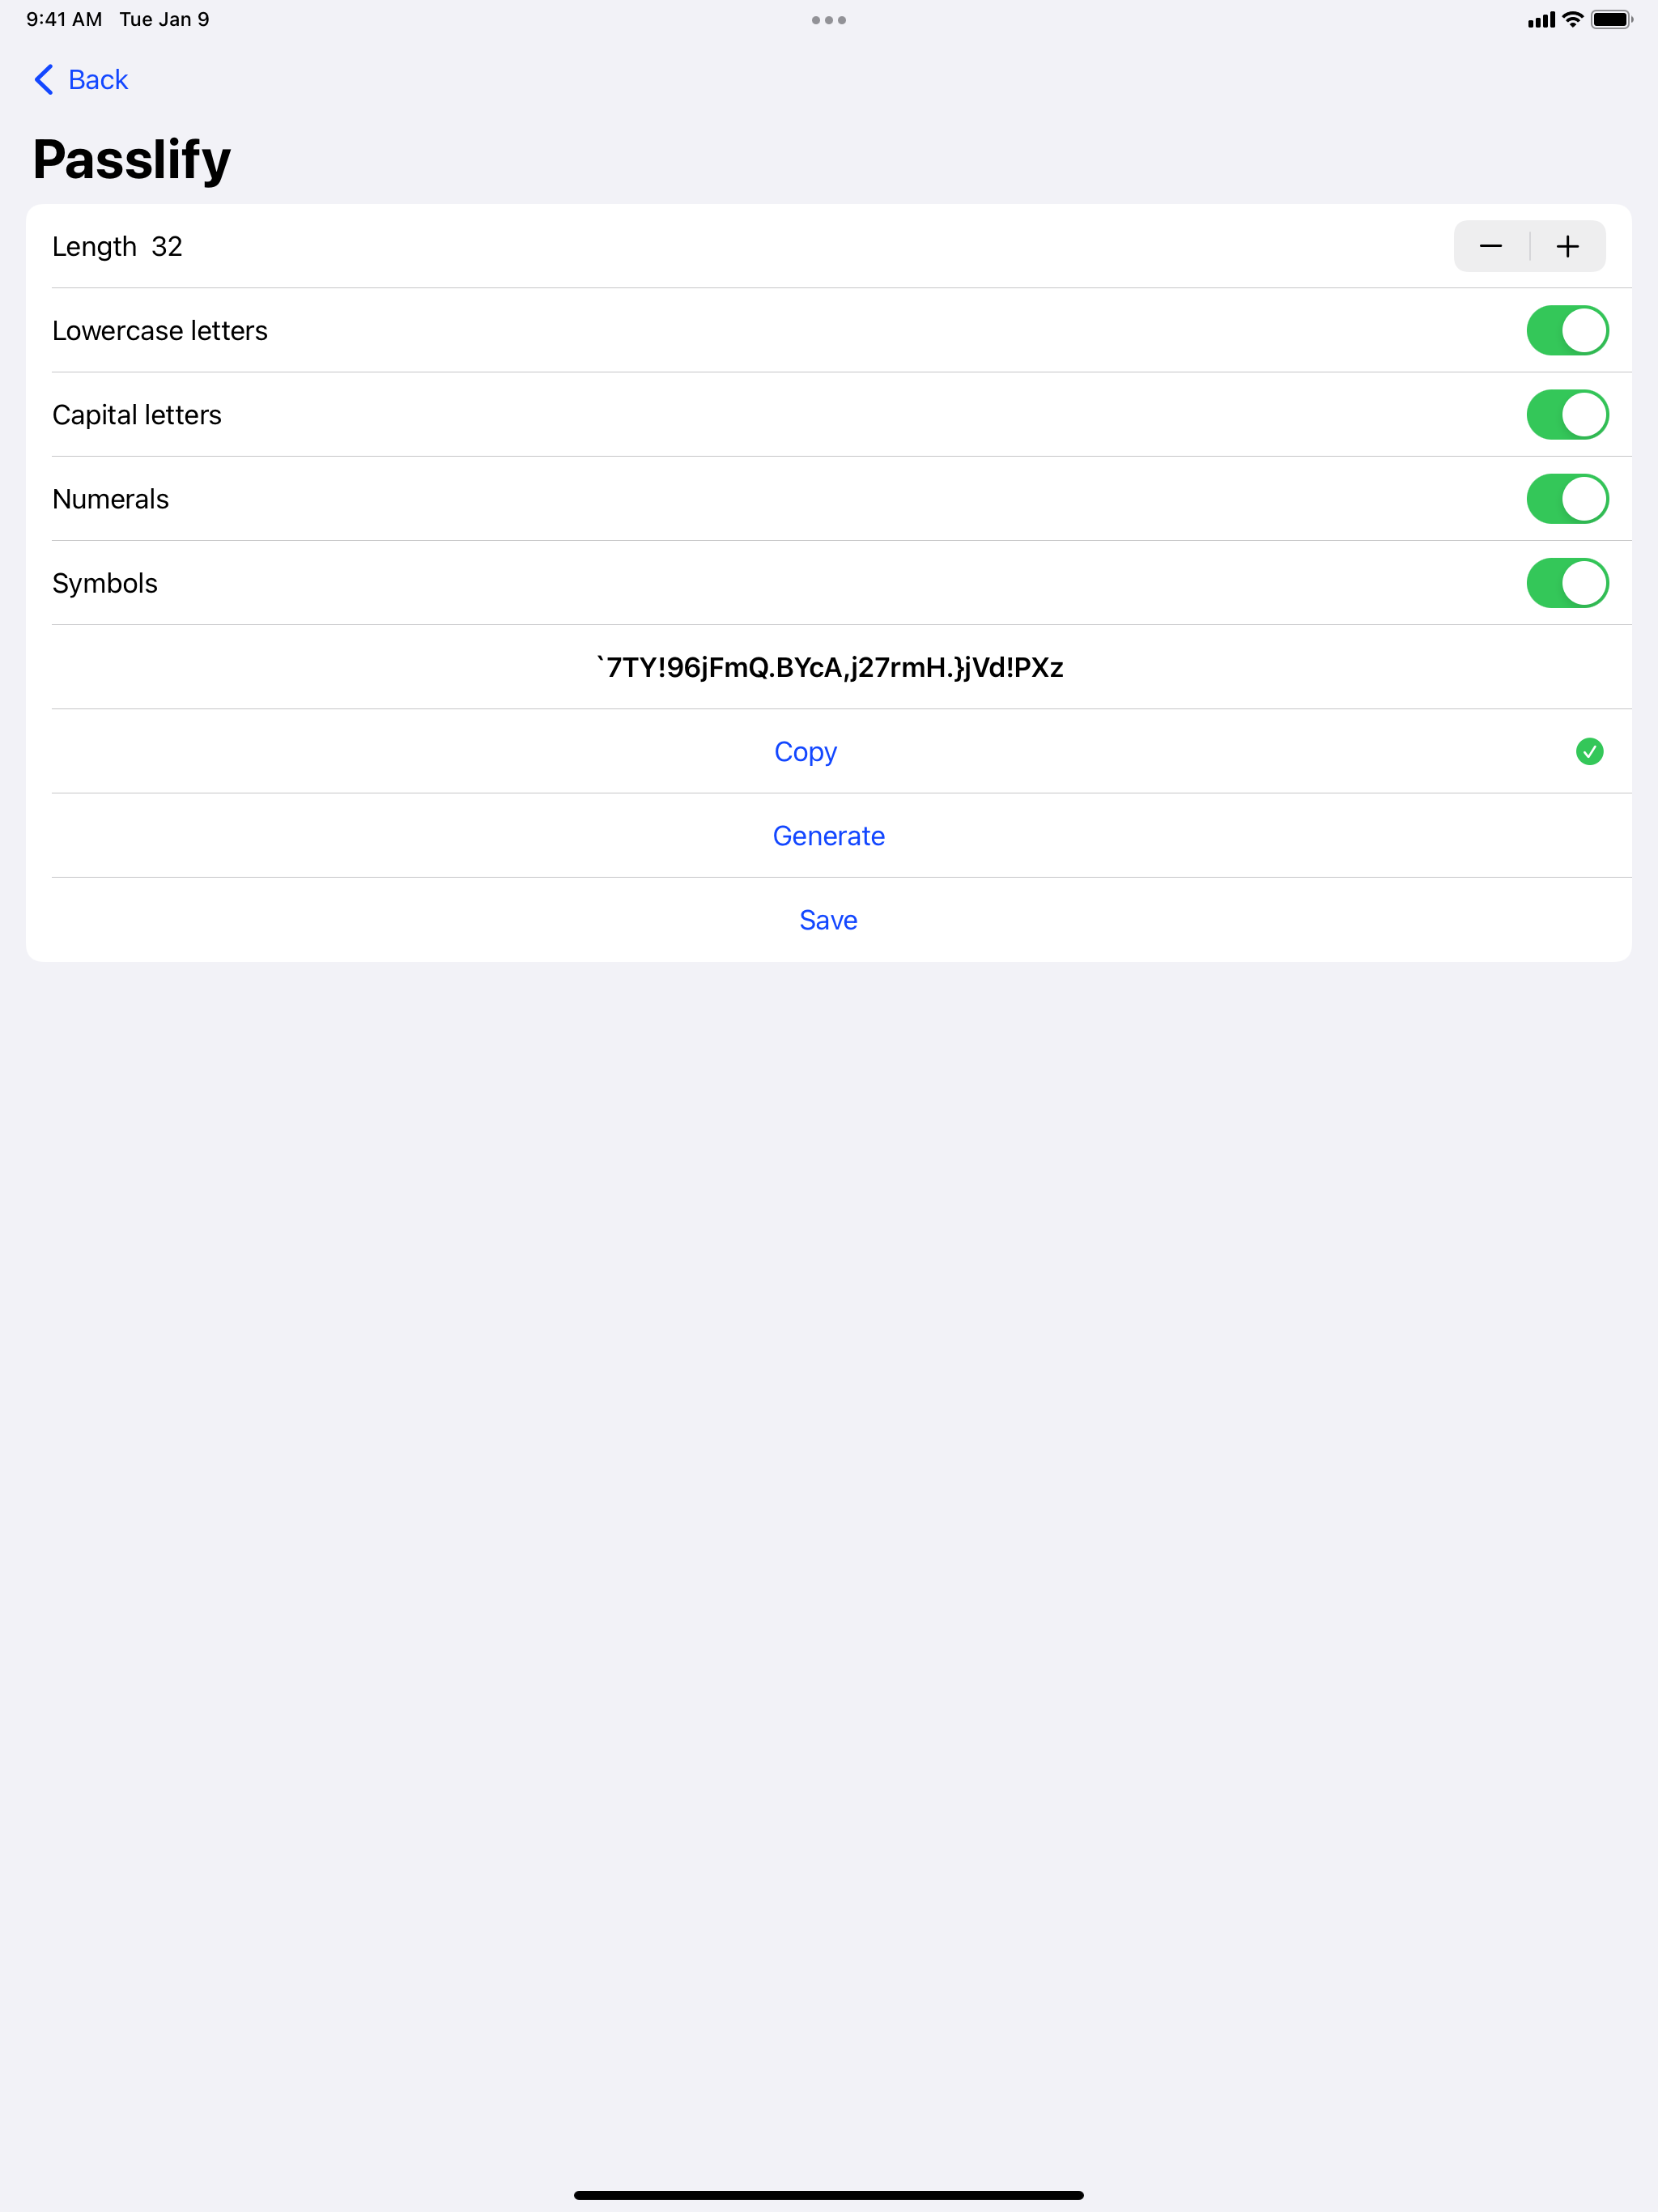 9:41 AM Tue Jan 9
Back
Passlify
Length 32
Lowercase letters
Capital letters
Numerals
Symbols
`7TY!96jFmQ.BYcA,j27rmH.}jVd!PXz
Copy
Generate
Save